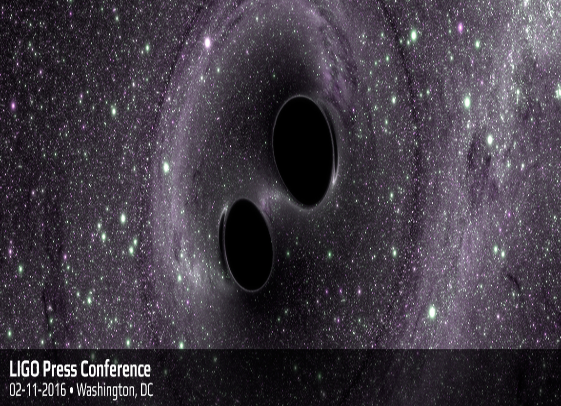 LIGO Press Conference
02-11-2016 • Washington, DC